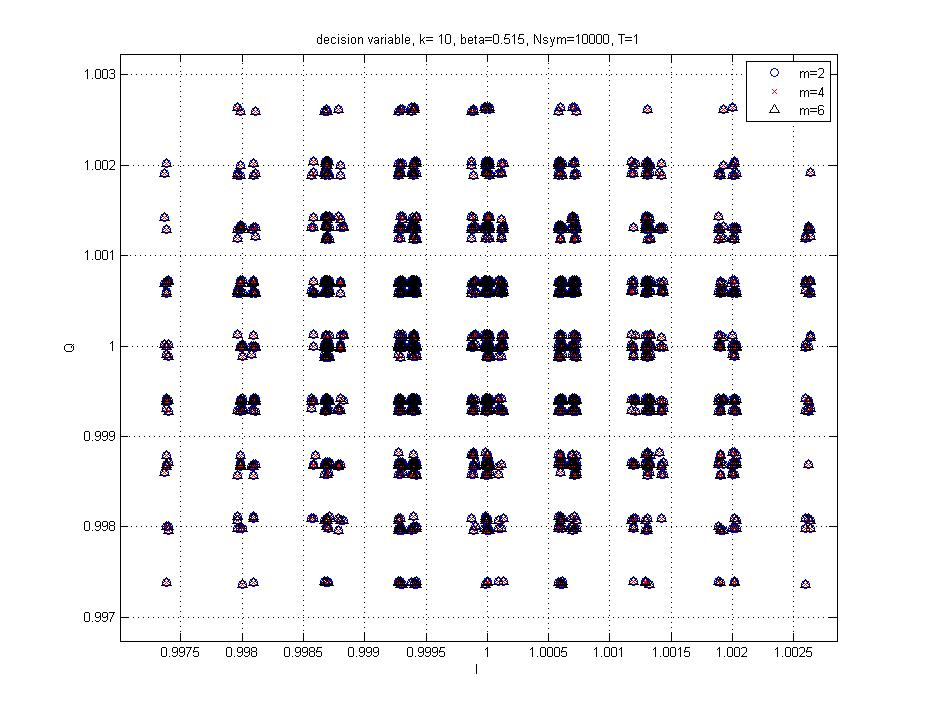 decision variable, k= 10, beta=0.515, Nsym=10000, T=1
m=2
m=4
m=6
1.003
1.002
1.001
1
0.999
0.998
0.997
Q
0.9975 0.998 0.9985 0.999 0.9995 1 1.0005 1.001 1.0015 1.002 1.0025
I